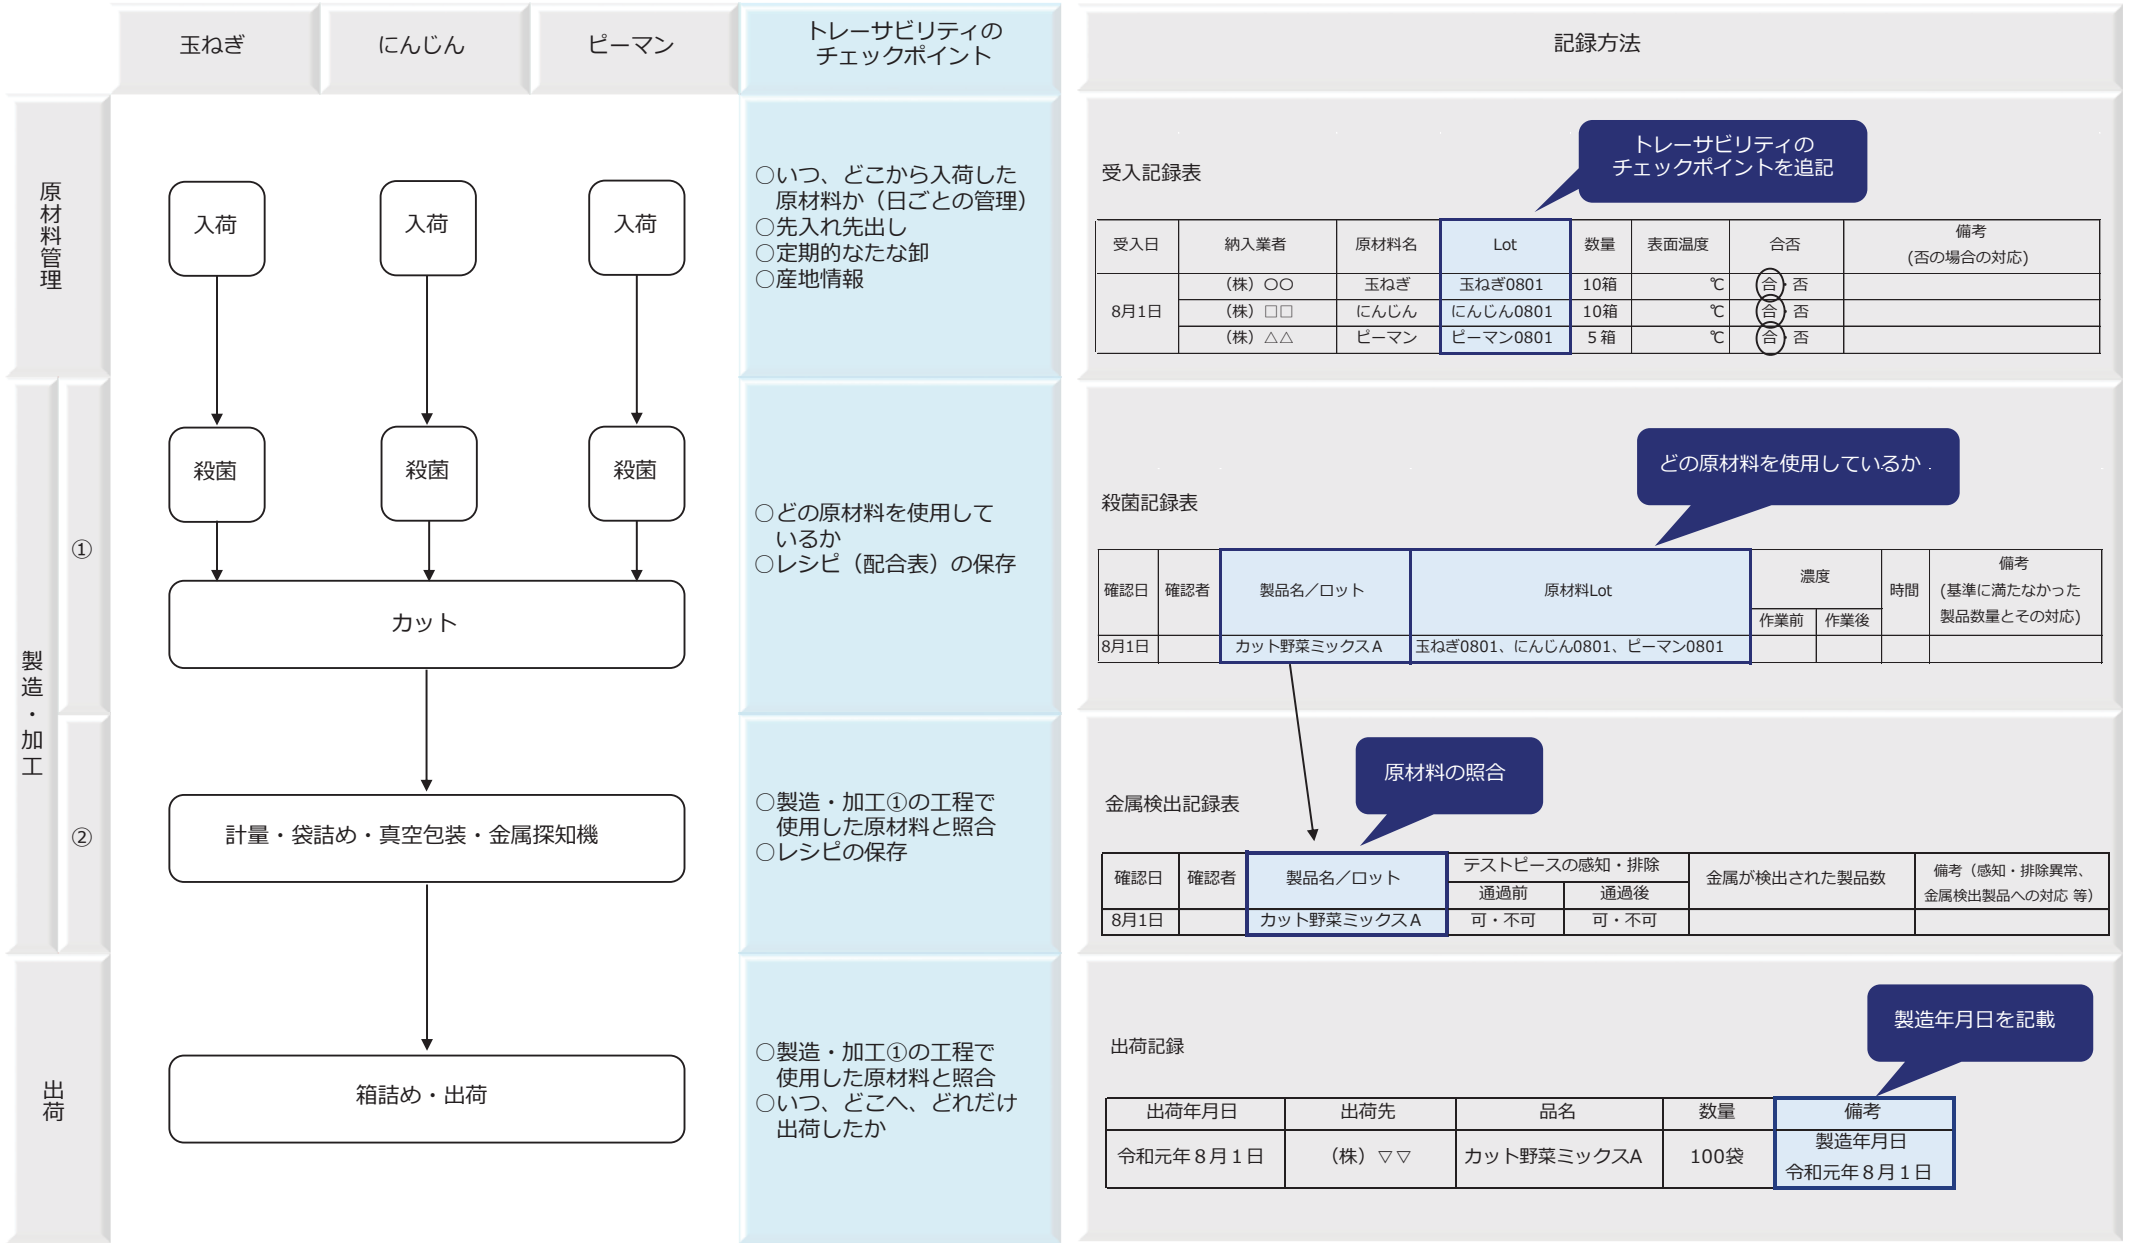 玉ねぎ
にんじん
ピーマン
トレーサビリティの
チェックポイント
記録方法
原材料管理
入荷
入荷
入荷
○いつ、どこから入荷した
原材料か（日ごとの管理）
○先入れ先出し
○定期的なたな卸
○産地情報
受入記録表
トレーサビリティの
チェックポイントを追記
受入日
納入業者
原材料名
Lot
数量
表面温度
合否
備考
(否の場合の対応)
8月1日
（株）〇〇
玉ねぎ
玉ねぎ0801
10箱
℃
合・否
（株）□□
にんじん
にんじん0801
10箱
℃
合・否
（株）△△
ピーマン
ピーマン0801
５箱
℃
合・否
製造・加工
①
殺菌
殺菌
殺菌
カット
○どの原材料を使用して
いるか
○レシピ（配合表）の保存
殺菌記録表
どの原材料を使用しているか
確認日
確認者
製品名／ロット
原材料Lot
濃度
作業前
作業後
時間
備考
(基準に満たなかった
製品数量とその対応)
8月1日
カット野菜ミックスＡ
玉ねぎ0801、にんじん0801、ピーマン0801
②
計量・袋詰め・真空包装・金属探知機
○製造・加工①の工程で
使用した原材料と照合
○レシピの保存
金属検出記録表
原材料の照合
確認日
確認者
製品名／ロット
テストピースの感知・排除
通過前
通過後
金属が検出された製品数
備考（感知・排除異常、
金属検出製品への対応 等）
8月1日
カット野菜ミックスＡ
可・不可
可・不可
出荷
箱詰め・出荷
○製造・加工①の工程で
使用した原材料と照合
○いつ、どこへ、どれだけ
出荷したか
出荷記録
製造年月日を記載
出荷年月日
出荷先
品名
数量
備考
令和元年８月１日
（株）▽▽
カット野菜ミックスA
100袋
製造年月日
令和元年８月１日